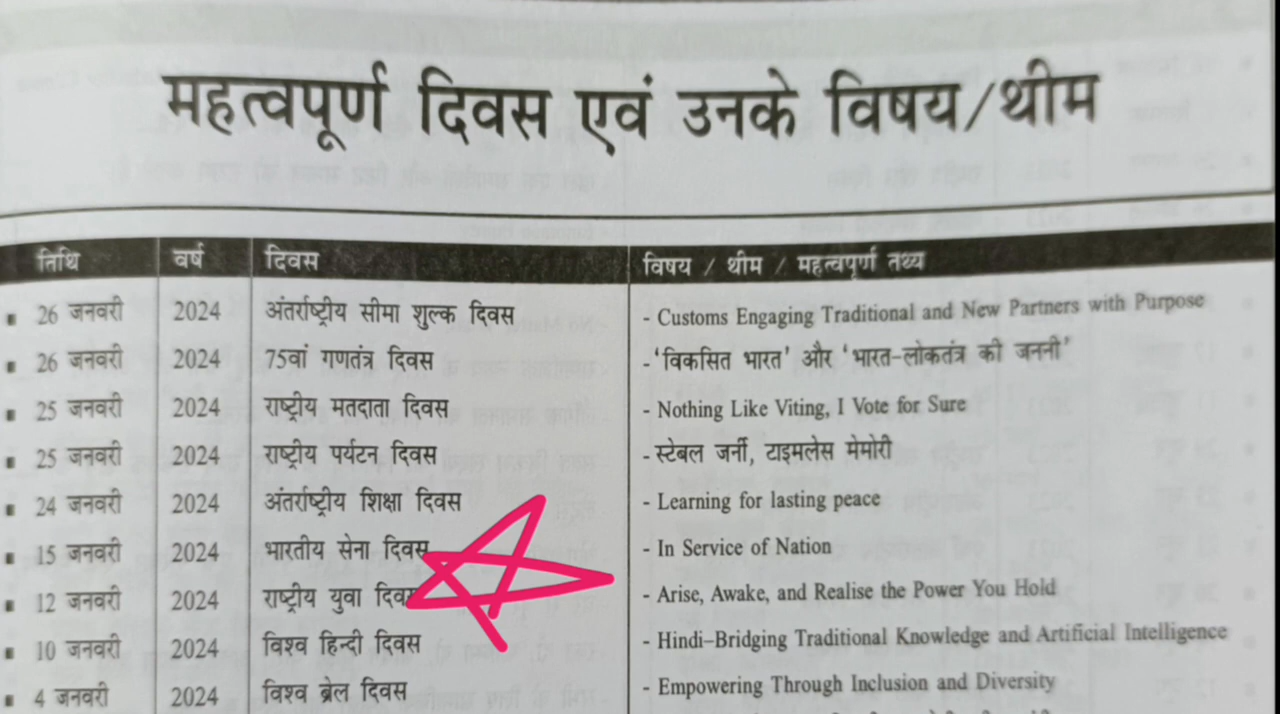 महत्वपूर्ण दिवस एवं उनके विषय/थीम
तिथि वर्ष दिवस विषय / थीम / महत्वपूर्ण तथ्य
▪ 26 जनवरी 2024 अंतर्राष्ट्रीय सीमा शुल्क दिवस - Customs Engaging Traditional and New Partners with Purpose
▪ 26 जनवरी 2024 75वां गणतंत्र दिवस - 'विकसित भारत' और 'भारत-लोकतंत्र की जननी'
▪ 25 जनवरी 2024 राष्ट्रीय मतदाता दिवस - Nothing Like Viting, I Vote for Sure
▪ 25 जनवरी 2024 राष्ट्रीय पर्यटन दिवस - स्टेबल जर्नी, टाइमलेस मेमोरी
▪ 24 जनवरी 2024 अंतर्राष्ट्रीय शिक्षा दिवस - Learning for lasting peace
▪ 15 जनवरी 2024 भारतीय सेना दिवस - In Service of Nation
▪ 12 जनवरी 2024 राष्ट्रीय युवा दिवस - Arise, Awake, and Realise the Power You Hold
▪ 10 जनवरी 2024 विश्व हिन्दी दिवस - Hindi–Bridging Traditional Knowledge and Artificial Intelligence
▪ 4 जनवरी 2024 विश्व ब्रेल दिवस - Empowering Through Inclusion and Diversity